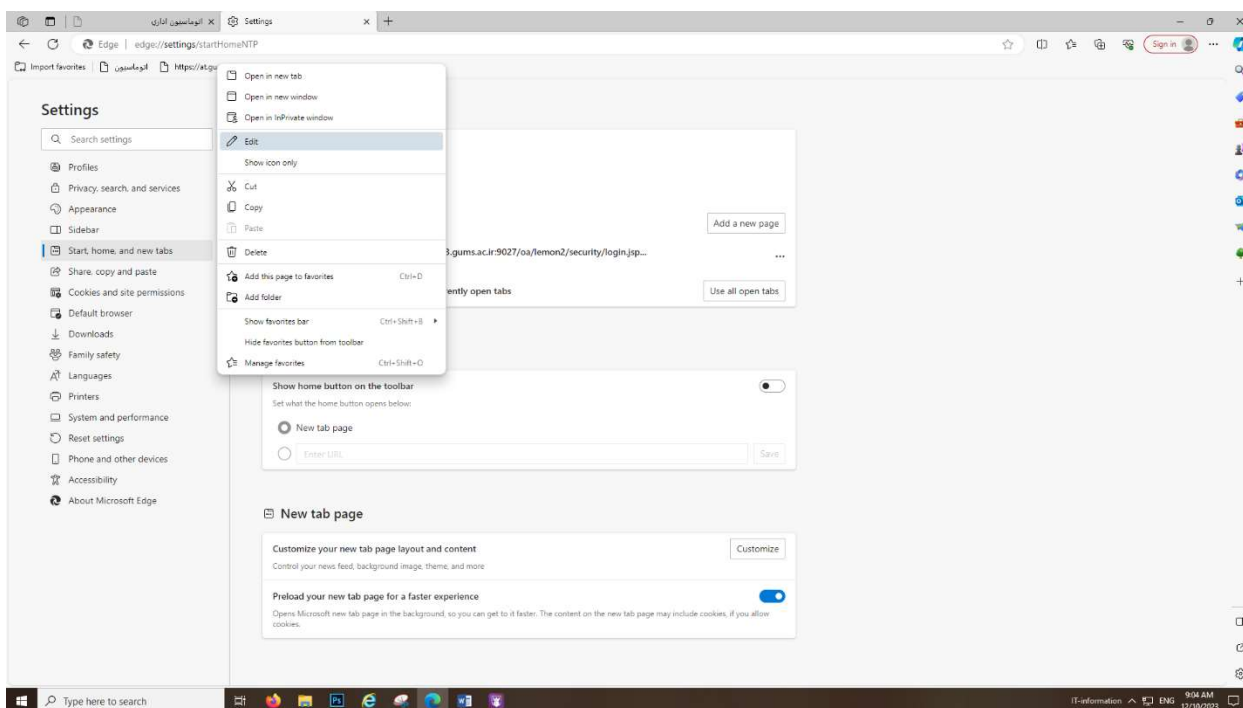 اتوماسیون اداری
Settings
Edge | edge://settings/startHomeNTP
Sign in
Import favorites
اتوماسیون
https://at.gu
Open in new tab
Open in new window
Open in InPrivate window
Edit
Show icon only
Cut
Copy
Paste
Delete
Add this page to favorites Ctrl+D
Add folder
Show favorites bar Ctrl+Shift+B
Hide favorites button from toolbar
Manage favorites Ctrl+Shift+O
Settings
Search settings
Profiles
Privacy, search, and services
Appearance
Sidebar
Start, home, and new tabs
Share, copy and paste
Cookies and site permissions
Default browser
Downloads
Family safety
Languages
Printers
System and performance
Reset settings
Phone and other devices
Accessibility
About Microsoft Edge
Add a new page
3.gums.ac.ir:9027/oa/lemon2/security/login.jsp...
ently open tabs
Use all open tabs
Show home button on the toolbar
Set what the home button opens below:
New tab page
Enter URL
Save
New tab page
Customize your new tab page layout and content
Customize
Control your news feed, background image, theme, and more
Preload your new tab page for a faster experience
Opens Microsoft new tab page in the background, so you can get to it faster. The content on the new tab page may include cookies, if you allow
cookies.
Type here to search
Ps
IT-information
ENG
9:04 AM
12/10/2023